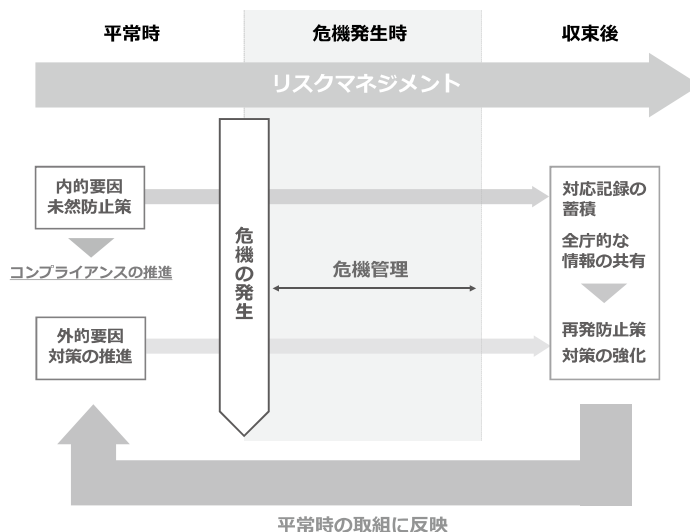 平常時
危機発生時
収束後
リスクマネジメント
内的要因
未然防止策
コンプライアンスの推進
外的要因
対策の推進
危機の発生
危機管理
対応記録の
蓄積
全庁的な
情報の共有
再発防止策
対策の強化
平常時の取組に反映